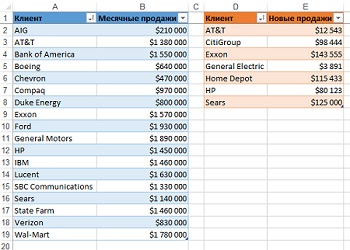 A B C D E
1 Клиент Месячные продажи Клиент Новые продажи
2 AIG $210 000 AT&T $12 543
3 AT&T $1 380 000 CitiGroup $98 444
4 Bank of America $1 550 000 Exxon $143 555
5 Boeing $640 000 General Electric $3 891
6 Chevron $470 000 Home Depot $115 433
7 Compaq $970 000 HP $80 123
8 Duke Energy $800 000 Sears $125 000
9 Exxon $1 570 000
10 Ford $1 930 000
11 General Motors $1 890 000
12 HP $1 450 000
13 IBM $1 460 000
14 Lucent $1 630 000
15 SBC Communications $1 330 000
16 Sears $1 140 000
17 State Farm $1 460 000
18 Verizon $830 000
19 Wal-Mart $1 780 000
20